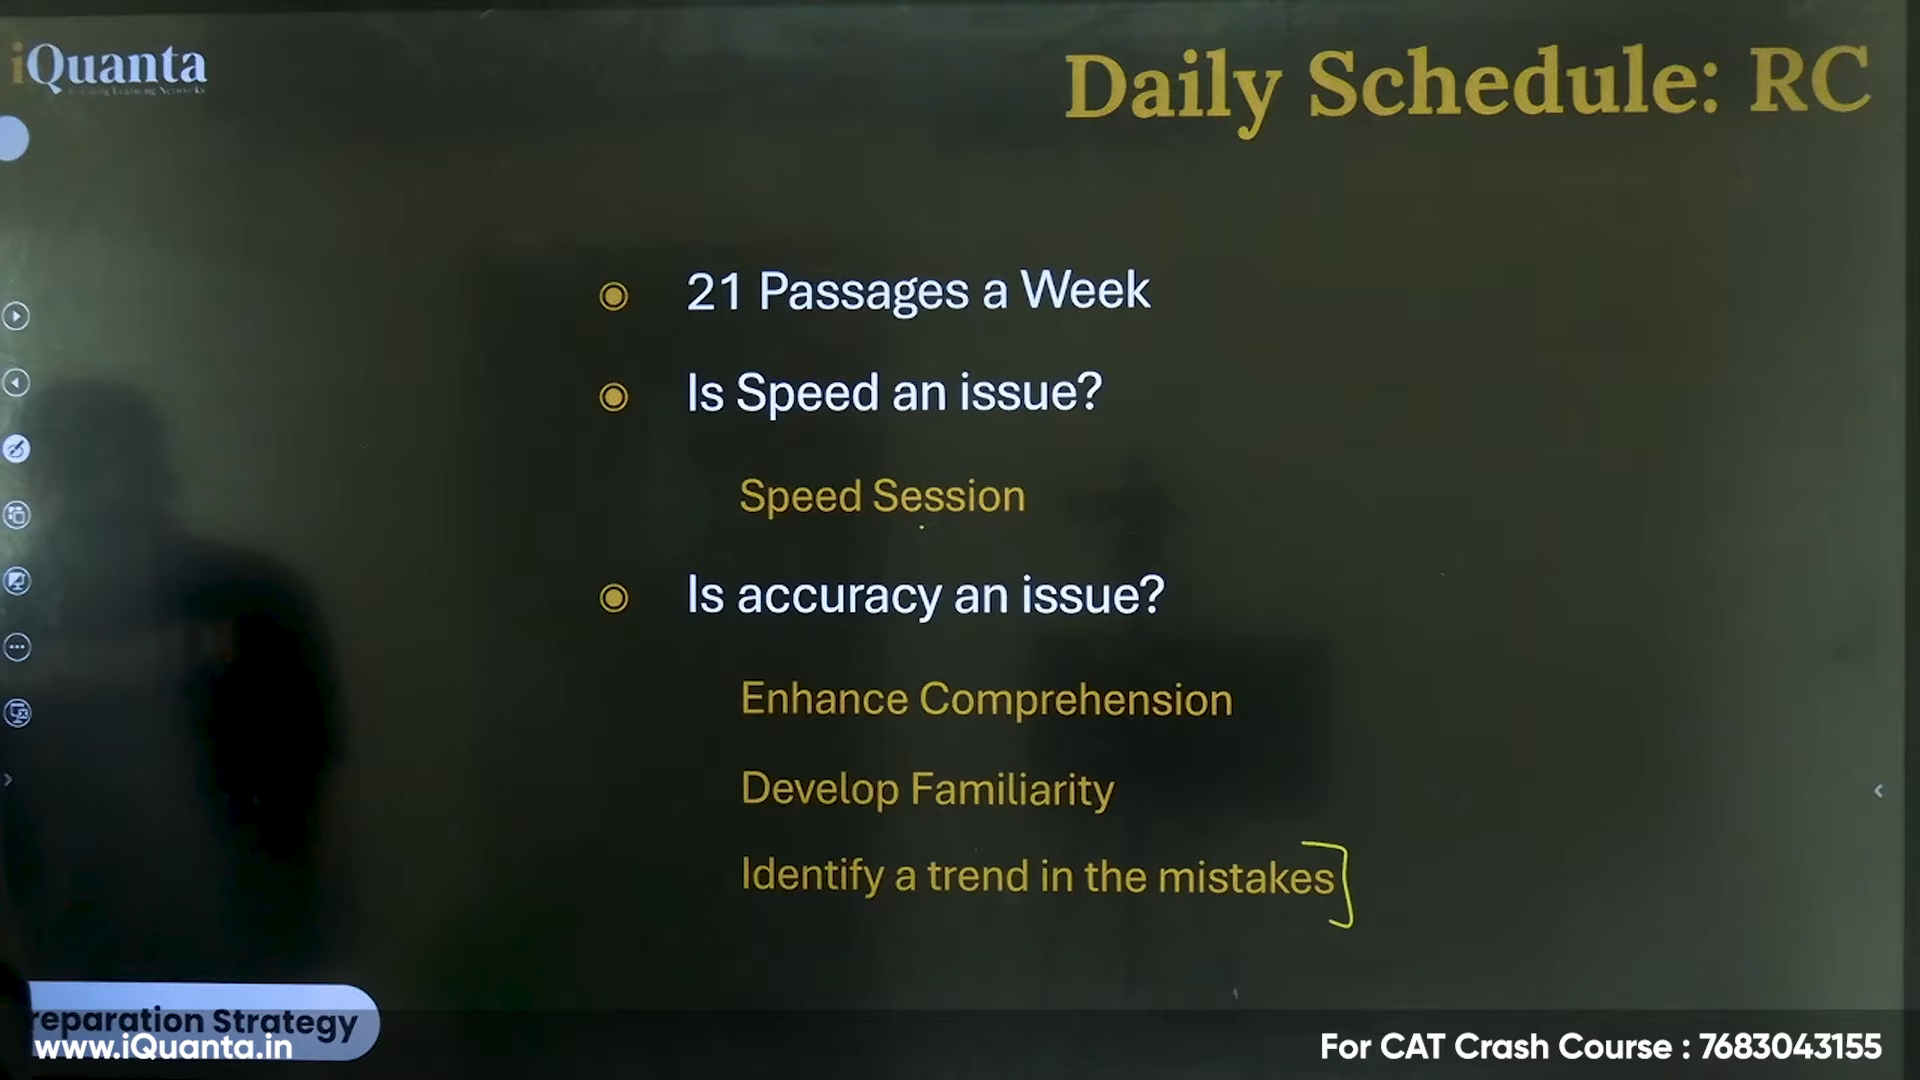 iQuanta
Daily Schedule: RC
21 Passages a Week
Is Speed an issue?
Speed Session
Is accuracy an issue?
Enhance Comprehension
Develop Familiarity
Identify a trend in the mistakes
reparation Strategy
www.iQuanta.in
For CAT Crash Course : 7683043155